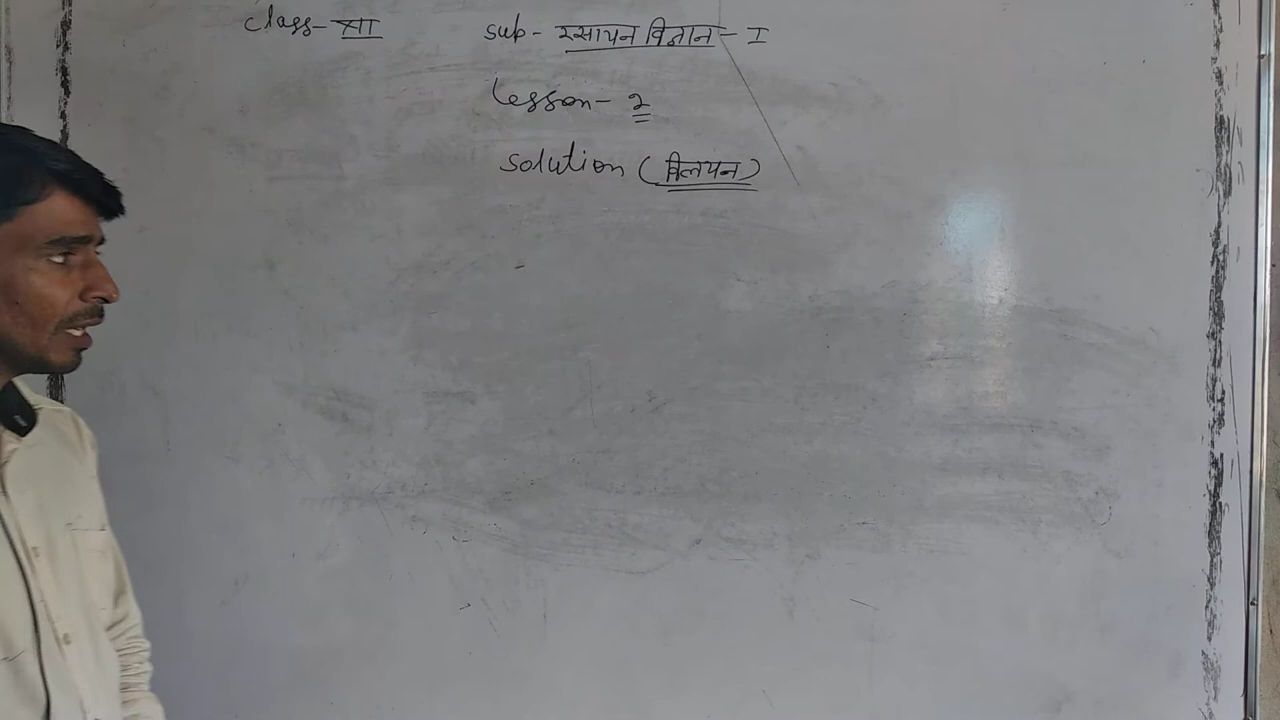 class- XII sub- रसायन विज्ञान - I
Lesson- 2
solution (विलयन)